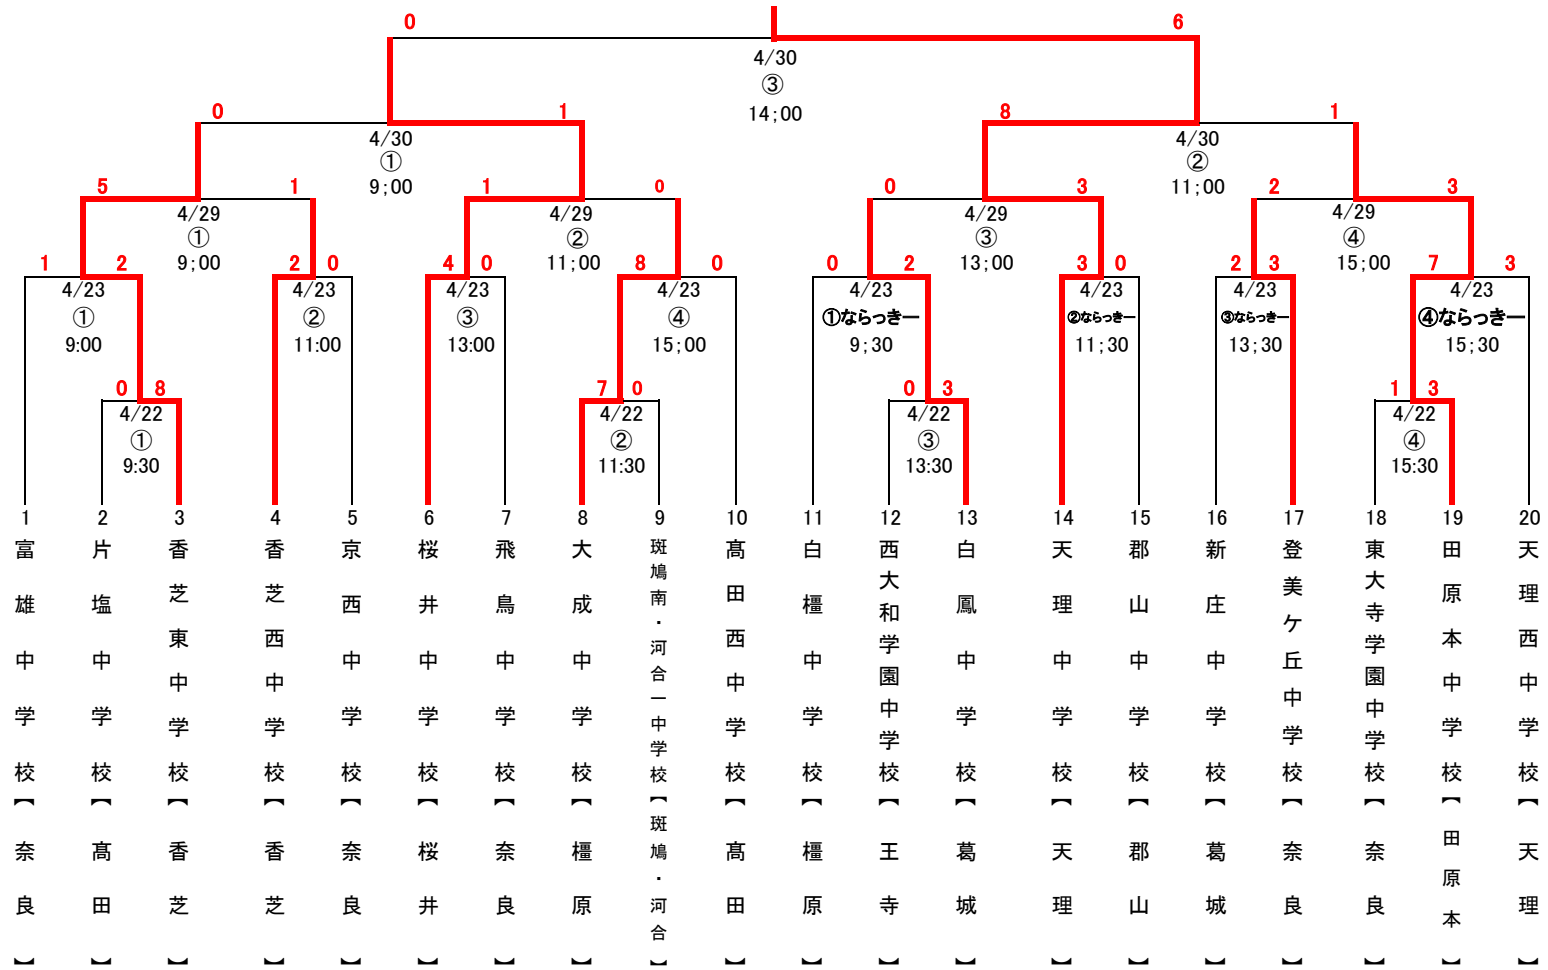 0 6
4/30
③
14;00
0 1 8 1
4/30 4/30
① ②
9;00 11;00
5 1 1 0 0 3 2 3
4/29 4/29 4/29 4/29
① ② ③ ④
9;00 11;00 13;00 15;00
1 2 2 0 4 0 8 0 0 2 3 0 2 3 7 3
4/23 4/23 4/23 4/23 4/23 4/23 4/23 4/23
① ② ③ ④ ①ならっきー ②ならっきー ③ならっきー ④ならっきー
9:00 11:00 13:00 15;00 9;30 11;30 13;30 15;30
0 8 7 0 0 3 1 3
4/22 4/22 4/22 4/22
① ② ③ ④
9:30 11:30 13:30 15:30
1 2 3 4 5 6 7 8 9 10 11 12 13 14 15 16 17 18 19 20
富雄中学校【奈良】
片塩中学校【髙田】
香芝東中学校【香芝】
香芝西中学校【香芝】
京西中学校【奈良】
桜井中学校【桜井】
飛鳥中学校【奈良】
大成中学校【橿原】
斑鳩南・河合一中学校【斑鳩・河合】
髙田西中学校【髙田】
白橿中学校【橿原】
西大和学園中学校【王寺】
白鳳中学校【葛城】
天理中学校【天理】
郡山中学校【郡山】
新庄中学校【葛城】
登美ケ丘中学校【奈良】
東大寺学園中学校【奈良】
田原本中学校【田原本】
天理西中学校【天理】